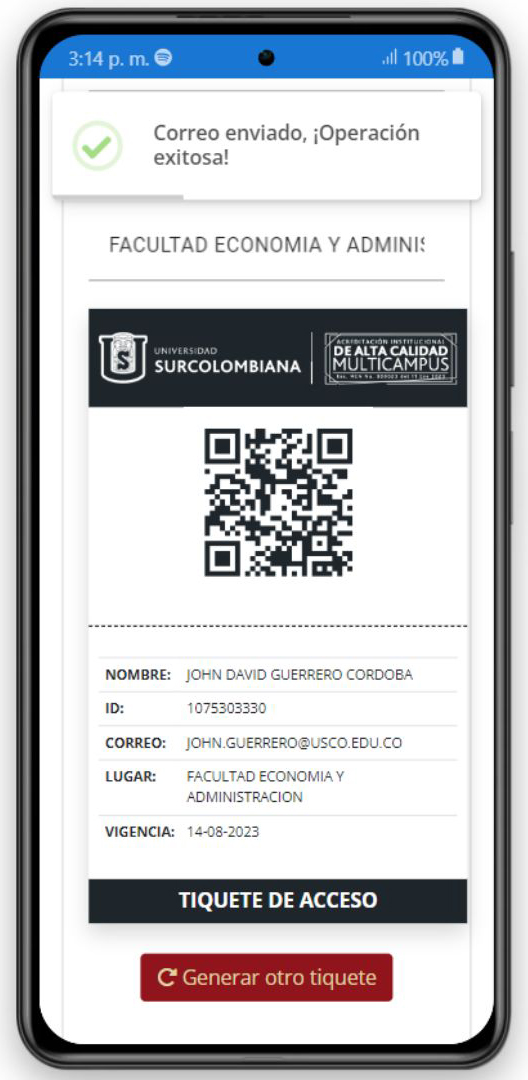 3:14 p. m.
100%
Correo enviado, ¡Operación
exitosa!
FACULTAD ECONOMIA Y ADMINIS
UNIVERSIDAD
SURCOLOMBIANA
ACREDITACIÓN INSTITUCIONAL
DE ALTA CALIDAD
MULTICAMPUS
NOMBRE: JOHN DAVID GUERRERO CORDOBA
ID: 1075303330
CORREO: JOHN.GUERRERO@USCO.EDU.CO
LUGAR: FACULTAD ECONOMIA Y
ADMINISTRACION
VIGENCIA: 14-08-2023
TIQUETE DE ACCESO
Generar otro tiquete